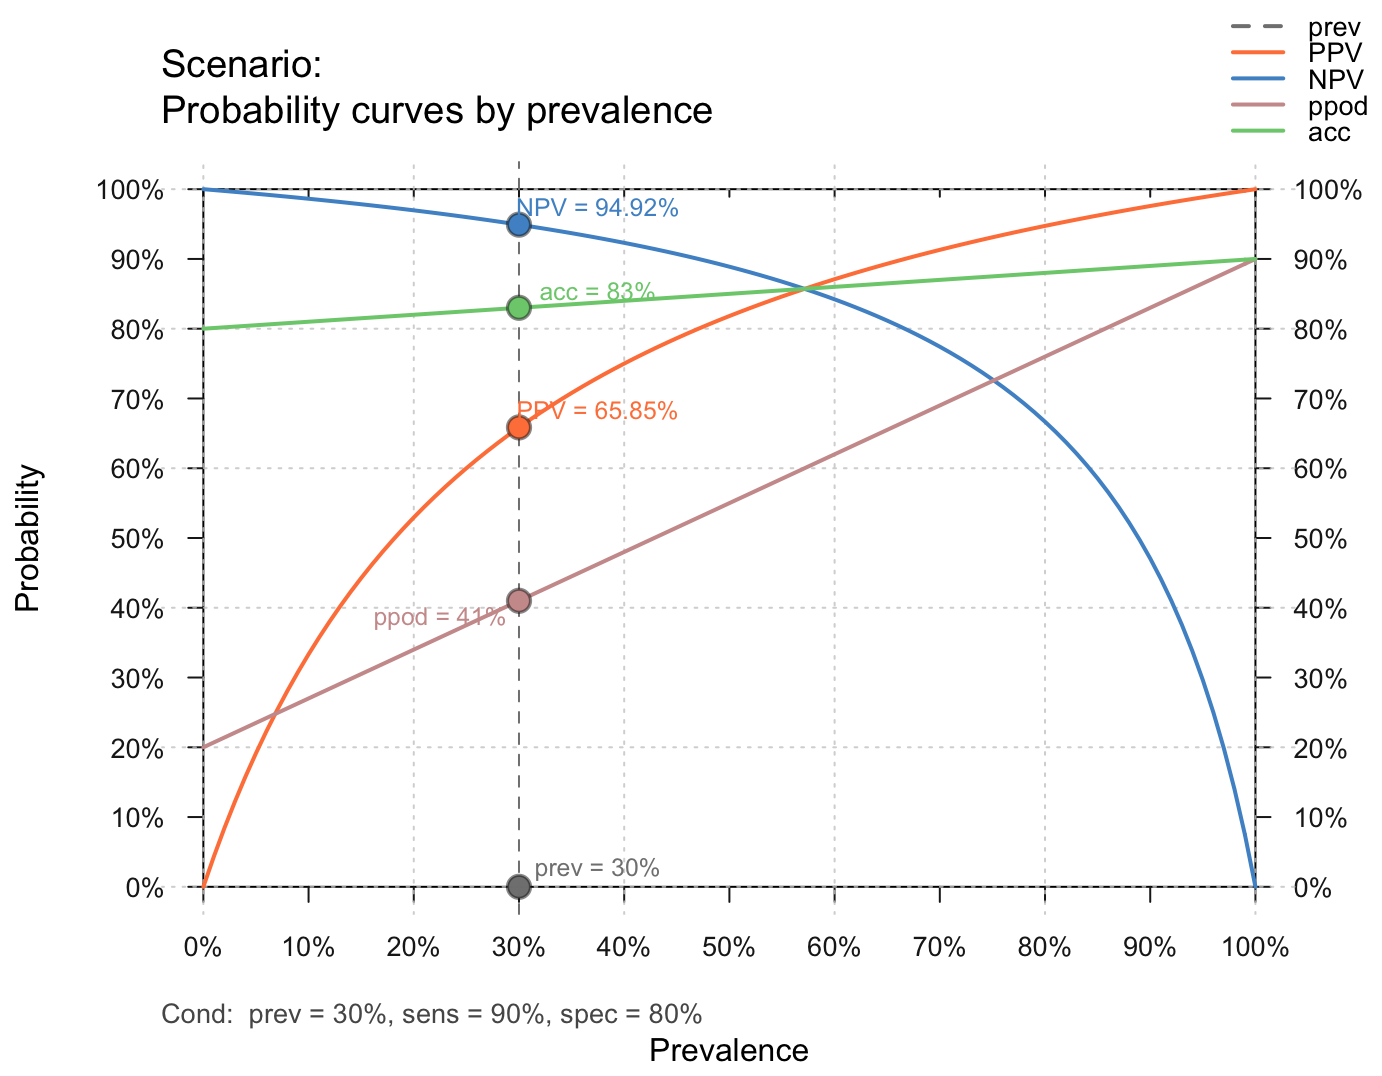 prev
PPV
NPV
ppod
acc
Scenario:
Probability curves by prevalence
100%
90%
80%
70%
60%
50%
40%
30%
20%
10%
0%
Probability
NPV = 94.92%
acc = 83%
PPV = 65.85%
ppod = 41%
prev = 30%
100%
90%
80%
70%
60%
50%
40%
30%
20%
10%
0%
0% 10% 20% 30% 40% 50% 60% 70% 80% 90% 100%
Cond: prev = 30%, sens = 90%, spec = 80%
Prevalence